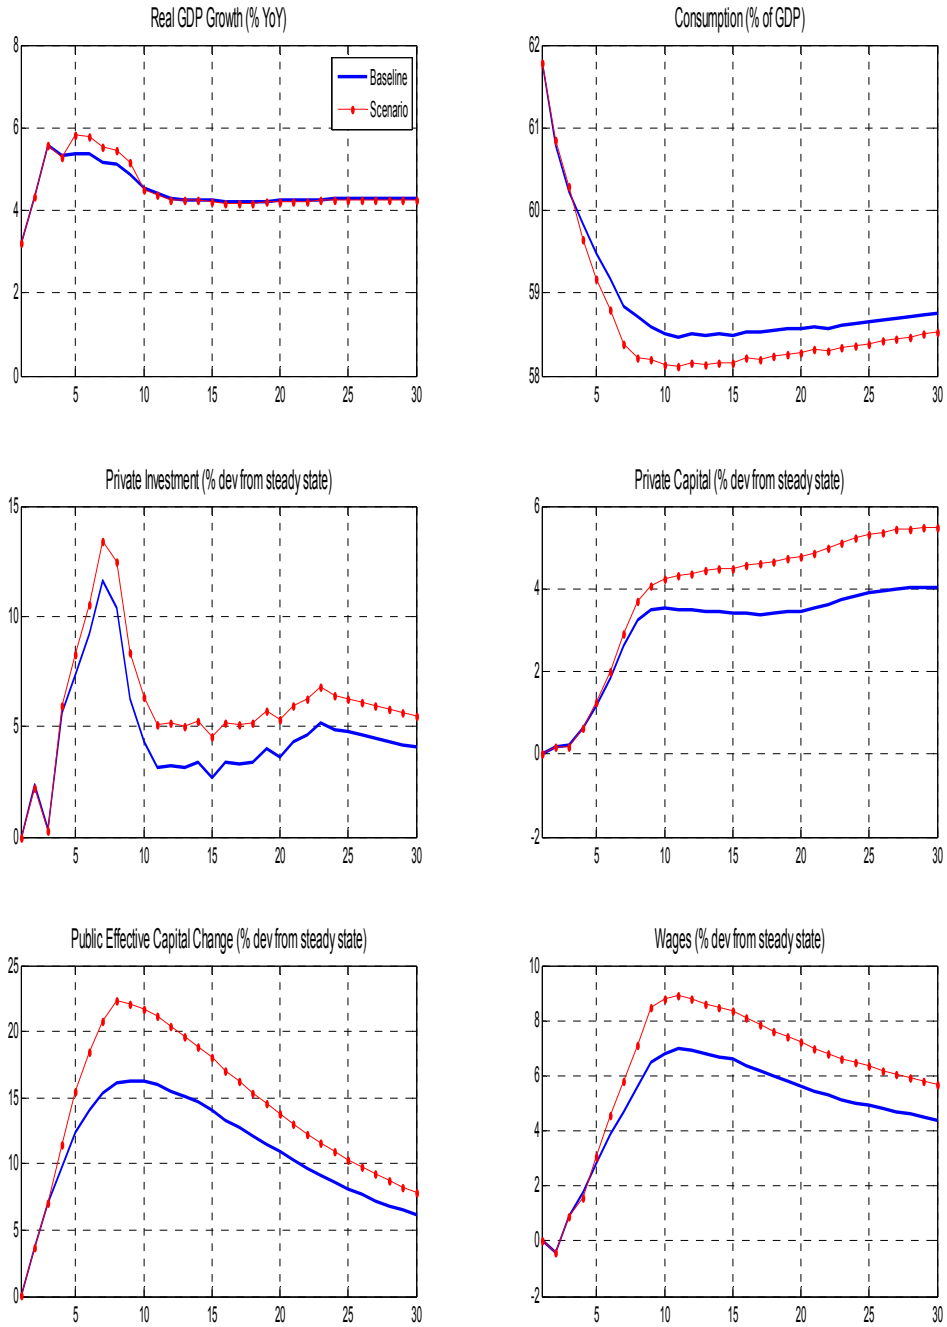 Real GDP Growth (% YoY)
8
6
4
2
0
5 10 15 20 25 30
Baseline
Scenario
Consumption (% of GDP)
62
61
60
59
58
5 10 15 20 25 30
Private Investment (% dev from steady state)
15
10
5
0
5 10 15 20 25 30
Private Capital (% dev from steady state)
6
4
2
0
-2
5 10 15 20 25 30
Public Effective Capital Change (% dev from steady state)
25
20
15
10
5
0
5 10 15 20 25 30
Wages (% dev from steady state)
10
8
6
4
2
0
-2
5 10 15 20 25 30